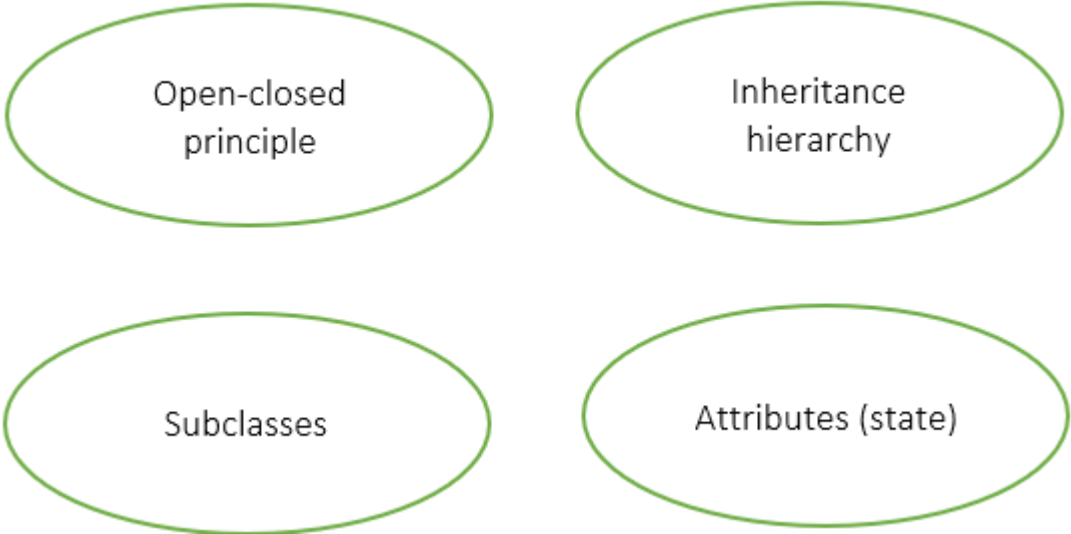 Open-closed
principle
Inheritance
hierarchy
Subclasses
Attributes (state)